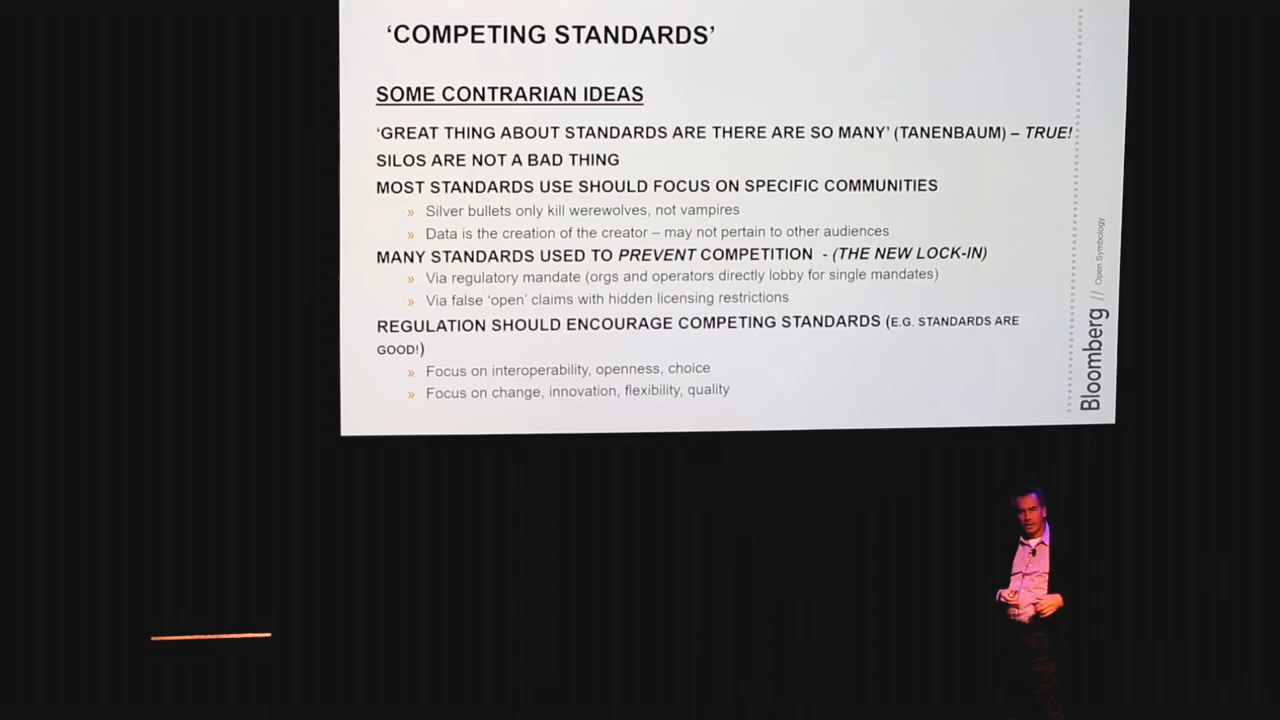 ‘COMPETING STANDARDS’
SOME CONTRARIAN IDEAS
‘GREAT THING ABOUT STANDARDS ARE THERE ARE SO MANY’ (TANENBAUM) – TRUE!
SILOS ARE NOT A BAD THING
MOST STANDARDS USE SHOULD FOCUS ON SPECIFIC COMMUNITIES
» Silver bullets only kill werewolves, not vampires
» Data is the creation of the creator – may not pertain to other audiences
MANY STANDARDS USED TO PREVENT COMPETITION - (THE NEW LOCK-IN)
» Via regulatory mandate (orgs and operators directly lobby for single mandates)
» Via false ‘open’ claims with hidden licensing restrictions
REGULATION SHOULD ENCOURAGE COMPETING STANDARDS (E.G. STANDARDS ARE
GOOD!)
» Focus on interoperability, openness, choice
» Focus on change, innovation, flexibility, quality
Bloomberg // Open Symbology